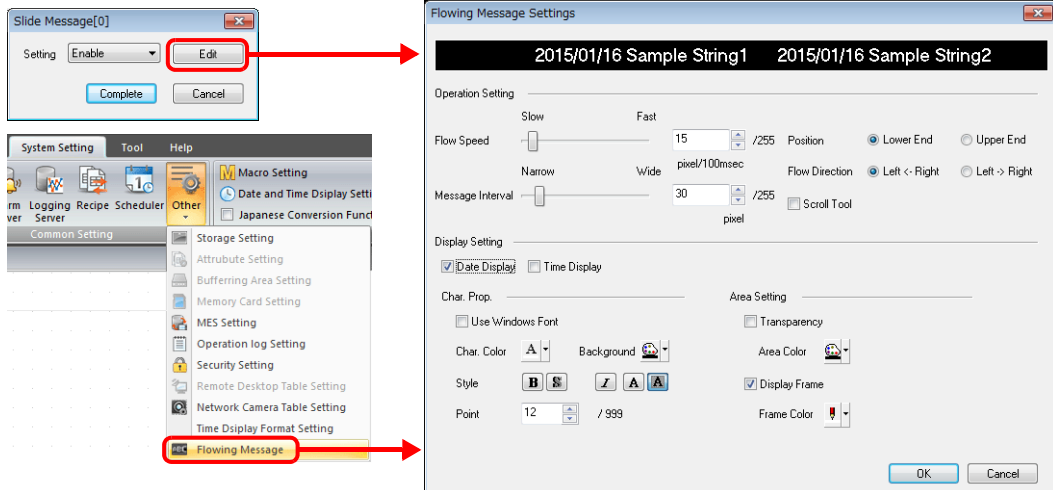 Slide Message[0]
Setting Enable Edit
Complete Cancel
System Setting Tool Help
Macro Setting
Date and Time Dsiplay Setti
Japanese Conversion Func
rm Logging Recipe Scheduler Other
ver Server
Common Setting
Storage Setting
Attrubute Setting
Bufferring Area Setting
Memory Card Setting
MES Setting
Operation log Setting
Security Setting
Remote Desktop Table Setting
Network Camera Table Setting
Time Dsiplay Format Setting
Flowing Message
Flowing Message Settings
2015/01/16 Sample String1 2015/01/16 Sample String2
Operation Setting
Slow Fast
Flow Speed 15 /255 Position Lower End Upper End
pixel/100msec
Narrow Wide Flow Direction Left <- Right Left -> Right
Message Interval 30 /255 Scroll Tool
pixel
Display Setting
Date Display Time Display
Char. Prop. Area Setting
Use Windows Font Transparency
Char. Color A Background Area Color
Style B S I A A Display Frame
Point 12 / 999 Frame Color
OK Cancel